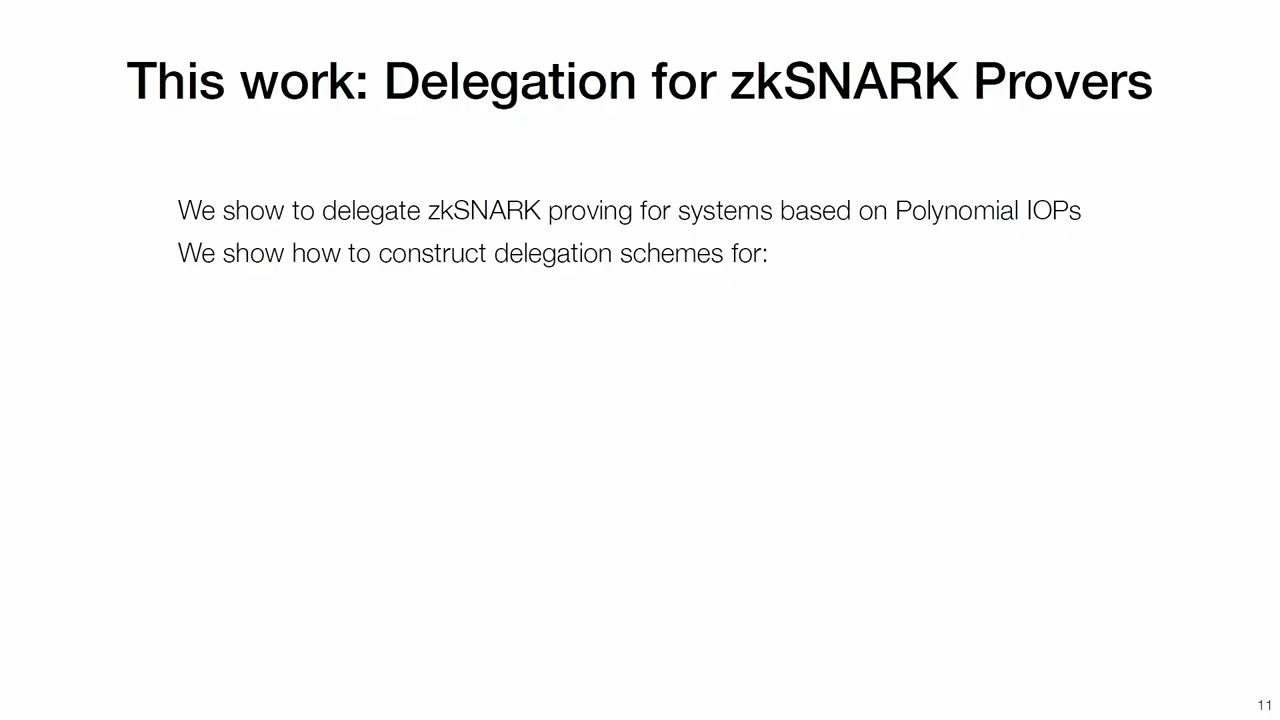 This work: Delegation for zkSNARK Provers
We show to delegate zkSNARK proving for systems based on Polynomial IOPs
We show how to construct delegation schemes for:
11